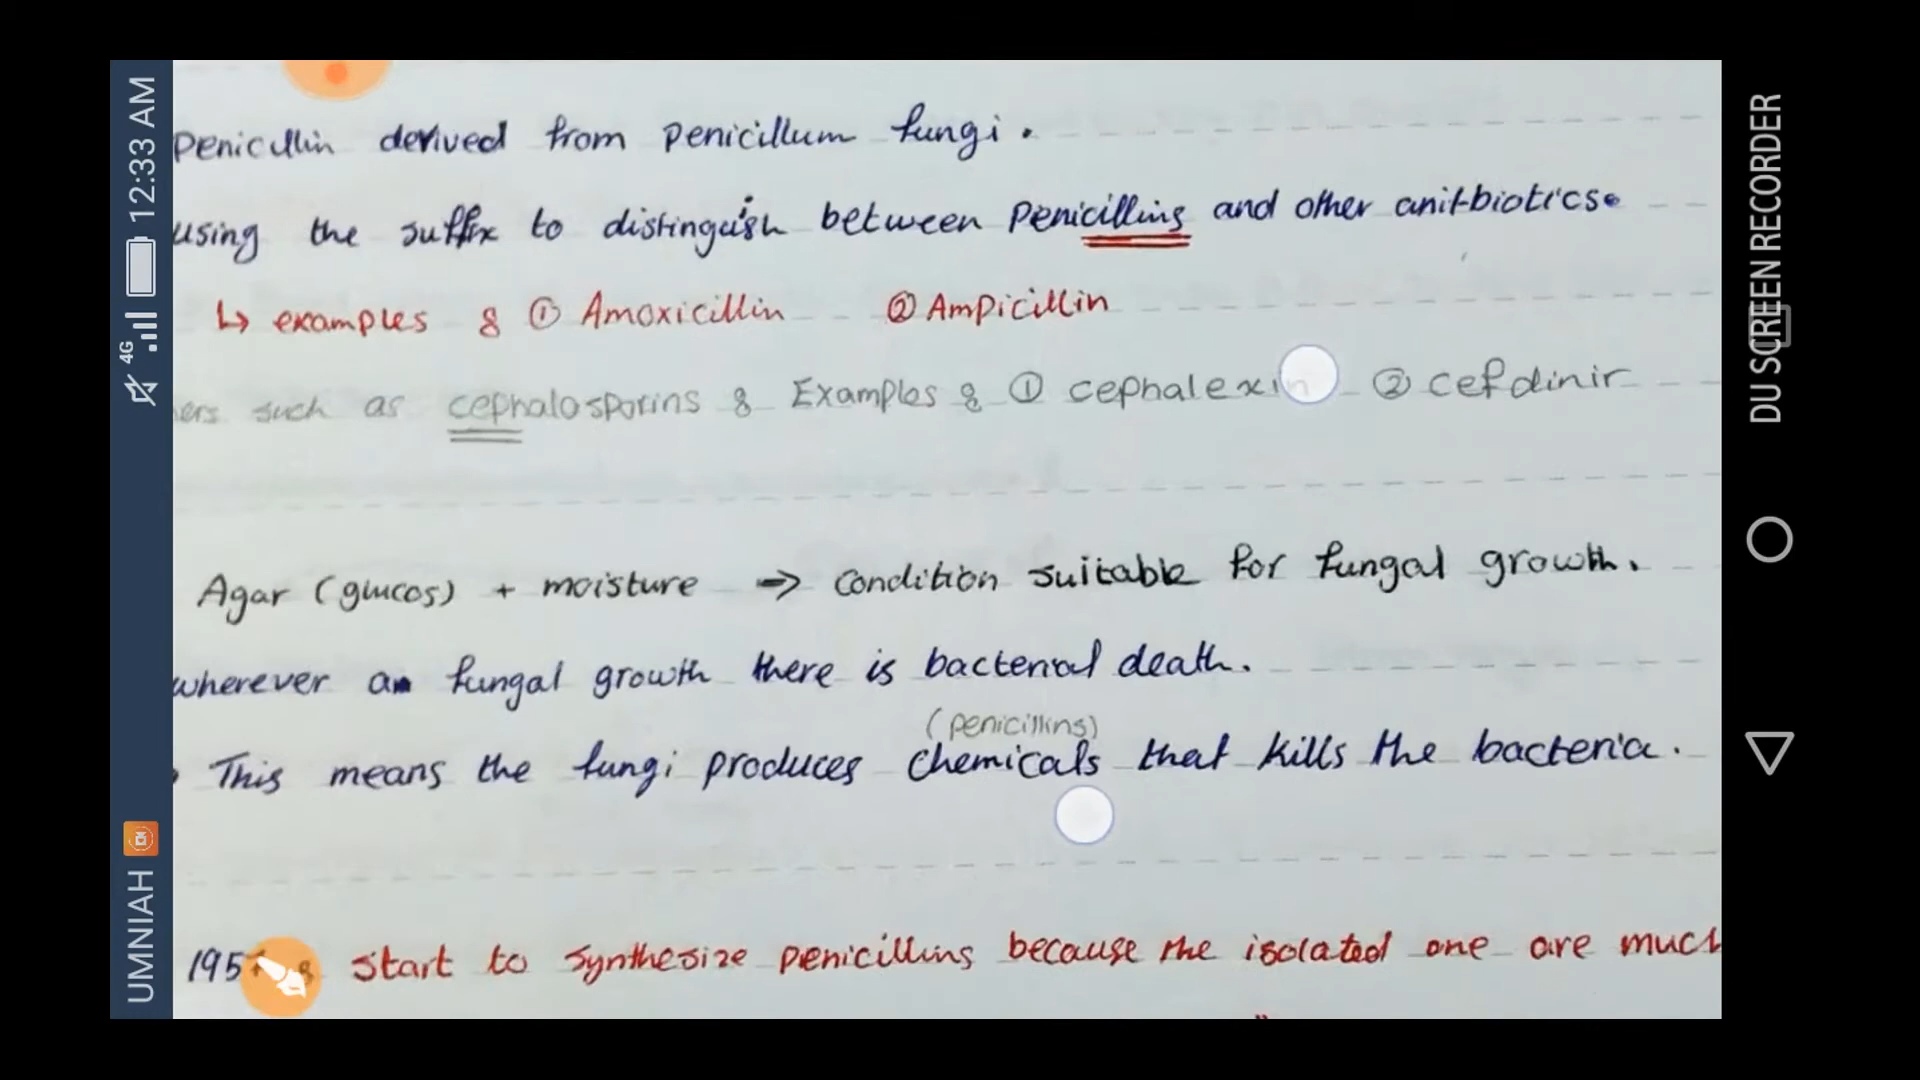 Penicillin derived from penicillum fungi.
using the suffix to distinguish between Penicillins and other anitbiotics.
↳ examples : ① Amoxicillin ② Ampicillin
hers such as cephalosporins : Examples : ① cephalexin ② cefdinir
Agar (glucos) + moisture → condition suitable for fungal growth.
wherever an fungal growth there is bacterial death.
(penicillins)
This means the fungi produces chemicals that kills the bacteria.
start to synthesize penicillins because the isolated one are much
12:33 AM
4G
UMNIAH
DU SCREEN RECORDER